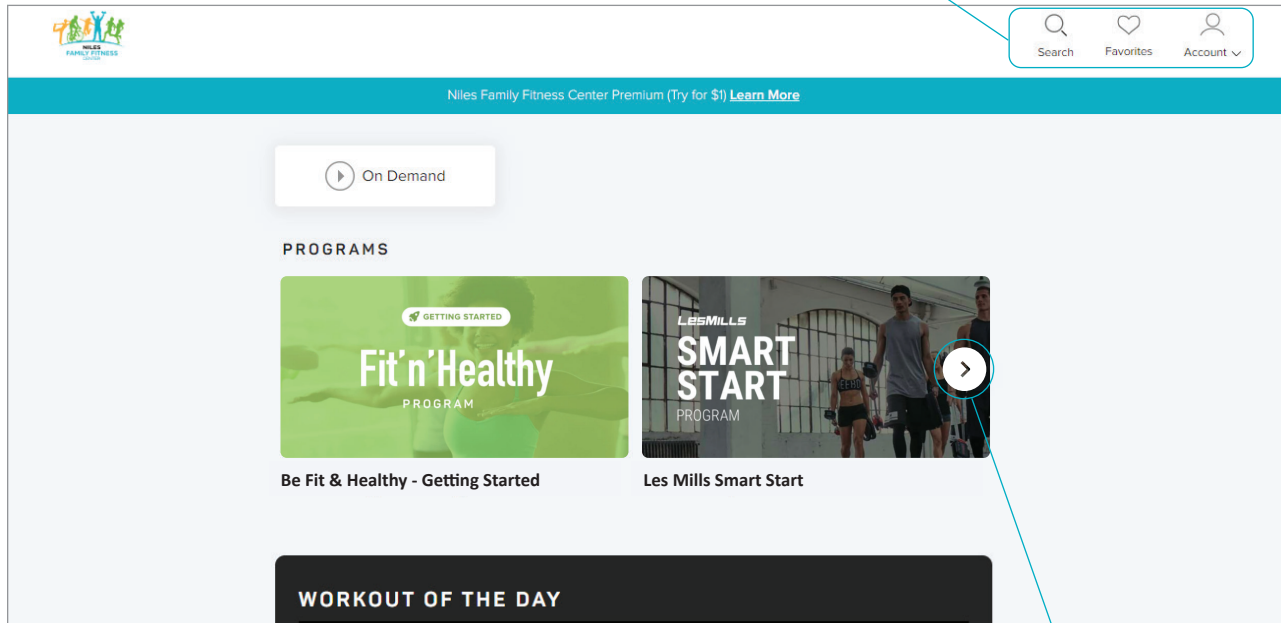 NILES
FAMILY FITNESS
CENTER
Search Favorites Account
Niles Family Fitness Center Premium (Try for $1) Learn More
On Demand
PROGRAMS
GETTING STARTED
Fit'n'Healthy
PROGRAM
LesMILLS
SMART
START
PROGRAM
Be Fit & Healthy - Getting Started
Les Mills Smart Start
WORKOUT OF THE DAY